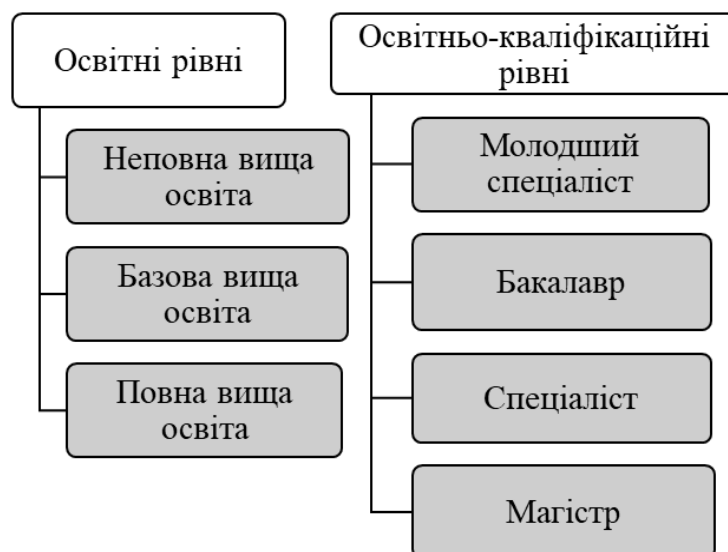 Освітні рівні
Неповна вища
освіта
Базова вища
освіта
Повна вища
освіта
Освітньо-кваліфікаційні
рівні
Молодший
спеціаліст
Бакалавр
Спеціаліст
Магістр